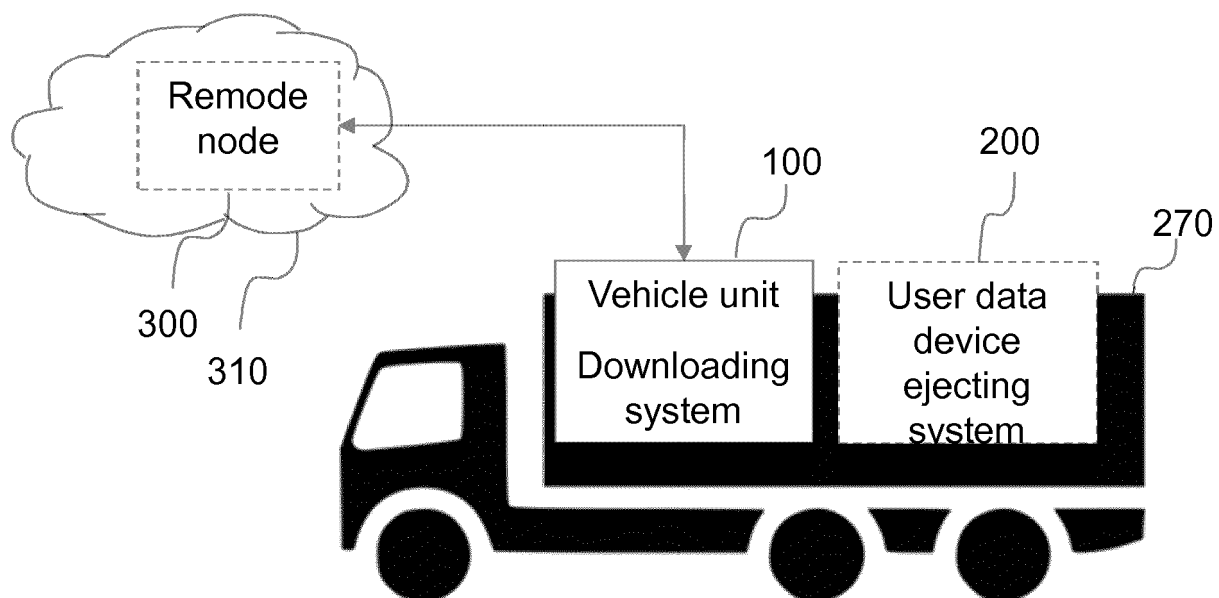 Remode
node
100
200
270
Vehicle unit
Downloading
system
User data
device
ejecting
system
300
310